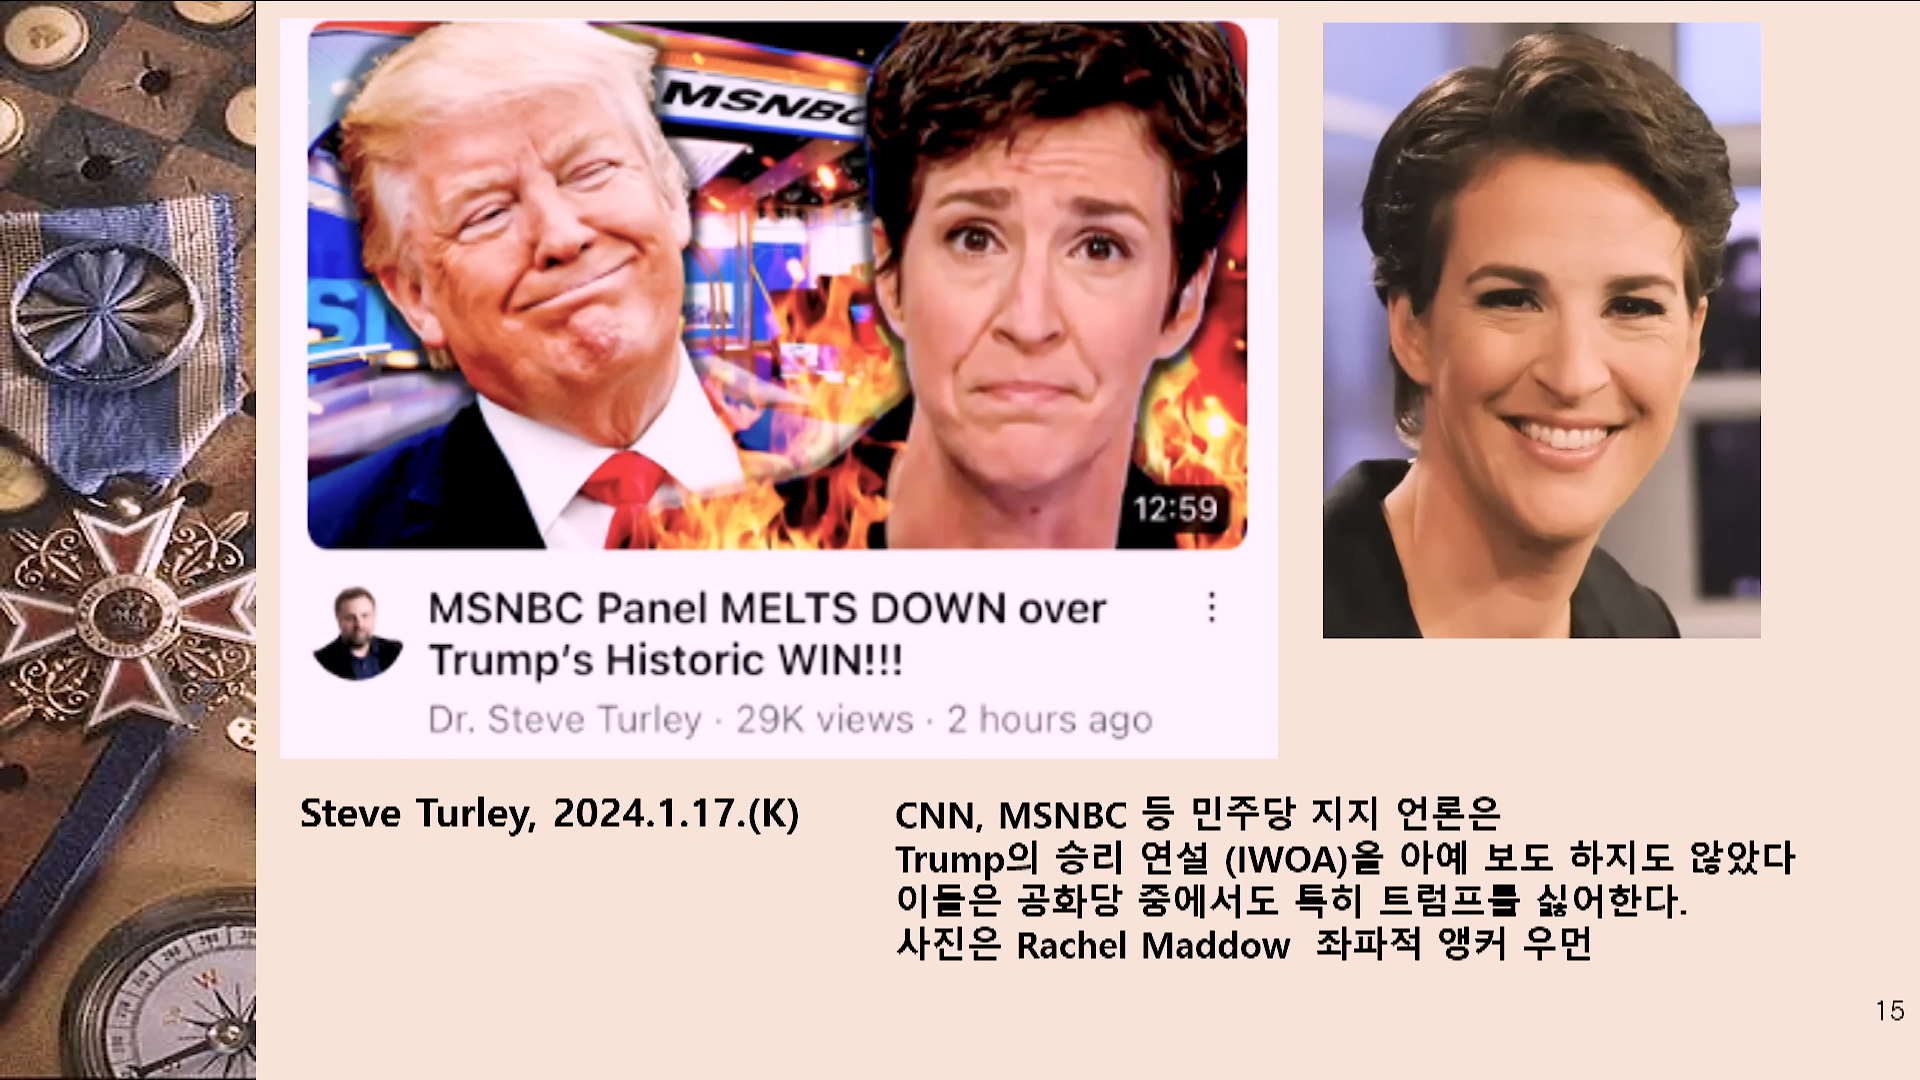 MSNBC
12:59
MSNBC Panel MELTS DOWN over
Trump's Historic WIN!!!
Dr. Steve Turley · 29K views · 2 hours ago
Steve Turley, 2024.1.17.(K)
CNN, MSNBC 등 민주당 지지 언론은
Trump의 승리 연설 (IWOA)을 아예 보도 하지도 않았다
이들은 공화당 중에서도 특히 트럼프를 싫어한다.
사진은 Rachel Maddow 좌파적 앵커 우먼
15